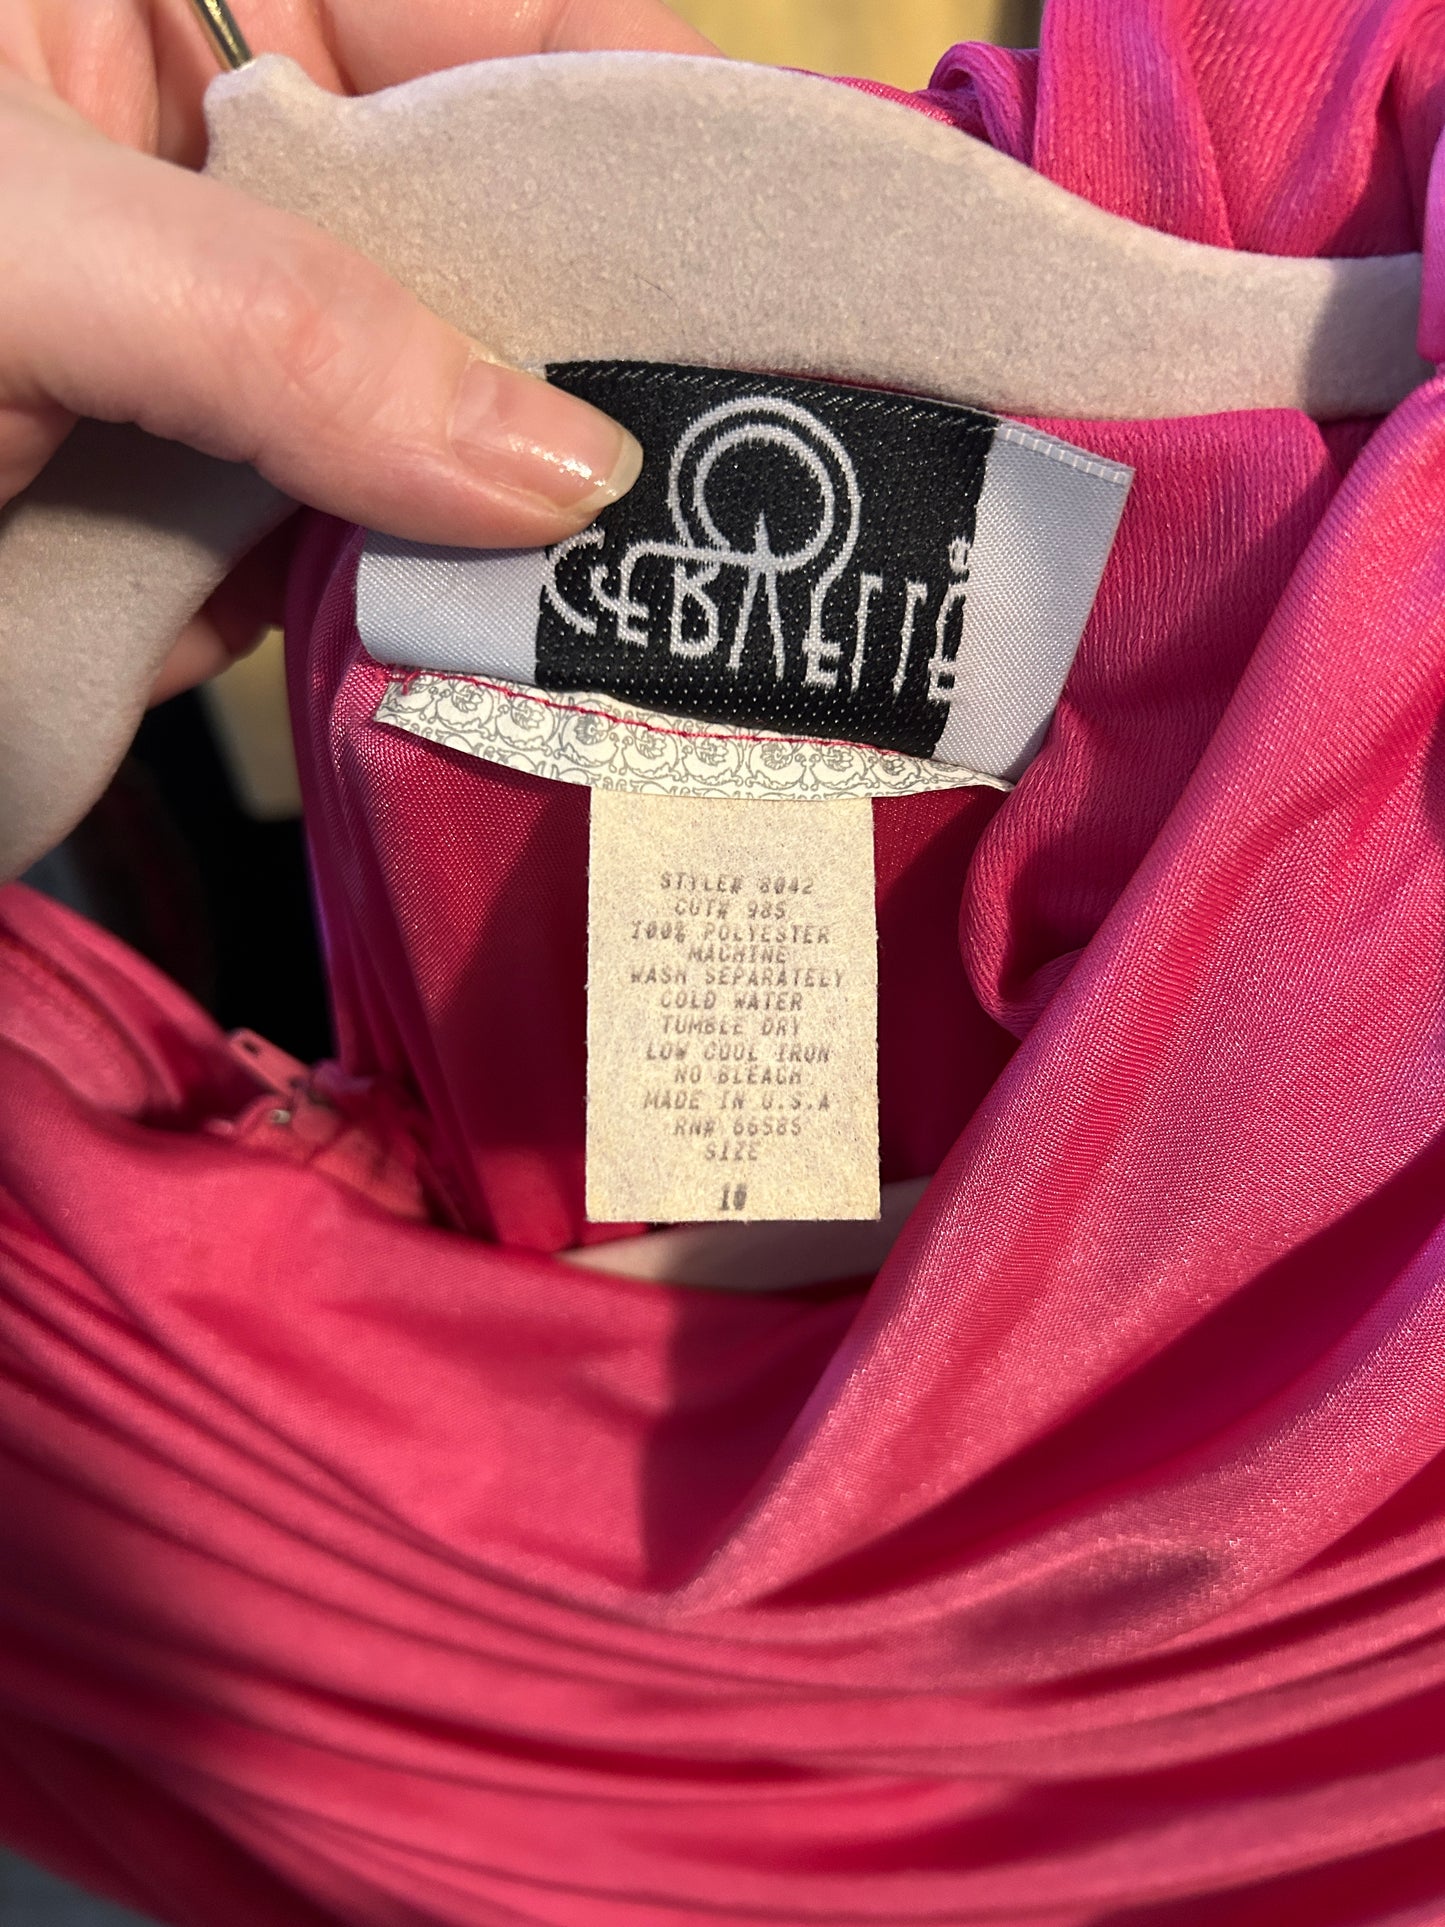 CEBAETTE®
STYLE# 8042
CUT# 985
100% POLYESTER
MACHINE
WASH SEPARATELY
COLD WATER
TUMBLE DRY
LOW COOL IRON
NO BLEACH
MADE IN U.S.A
RN# 66585
SIZE
10